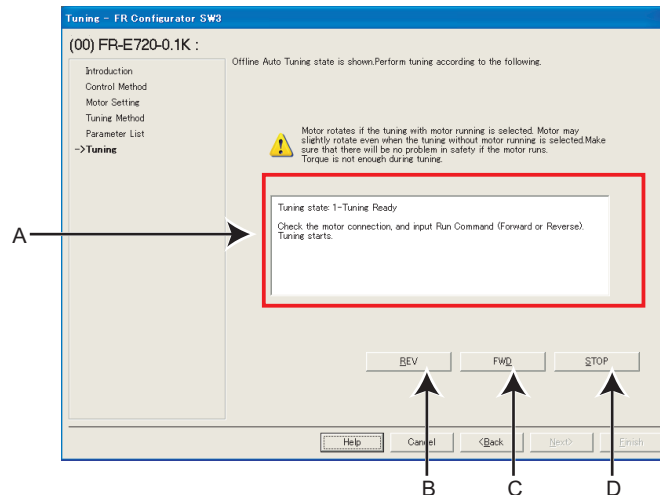 Tuning - FR Configurator SW3
(00) FR-E720-0.1K :
Introduction
Control Method
Motor Setting
Tuning Method
Parameter List
->Tuning
Offline Auto Tuning state is shown.Perform tuning according to the following.
Motor rotates if the tuning with motor running is selected. Motor may
slightly rotate even when the tuning without motor running is selected.Make
sure that there will be no problem in safety if the motor runs.
Torque is not enough during tuning.
Tuning state: 1-Tuning Ready
Check the motor connection, and input Run Command (Forward or Reverse).
Tuning starts.
A
REV
FWD
STOP
Help
Cancel
<Back
Next>
Finish
B
C
D